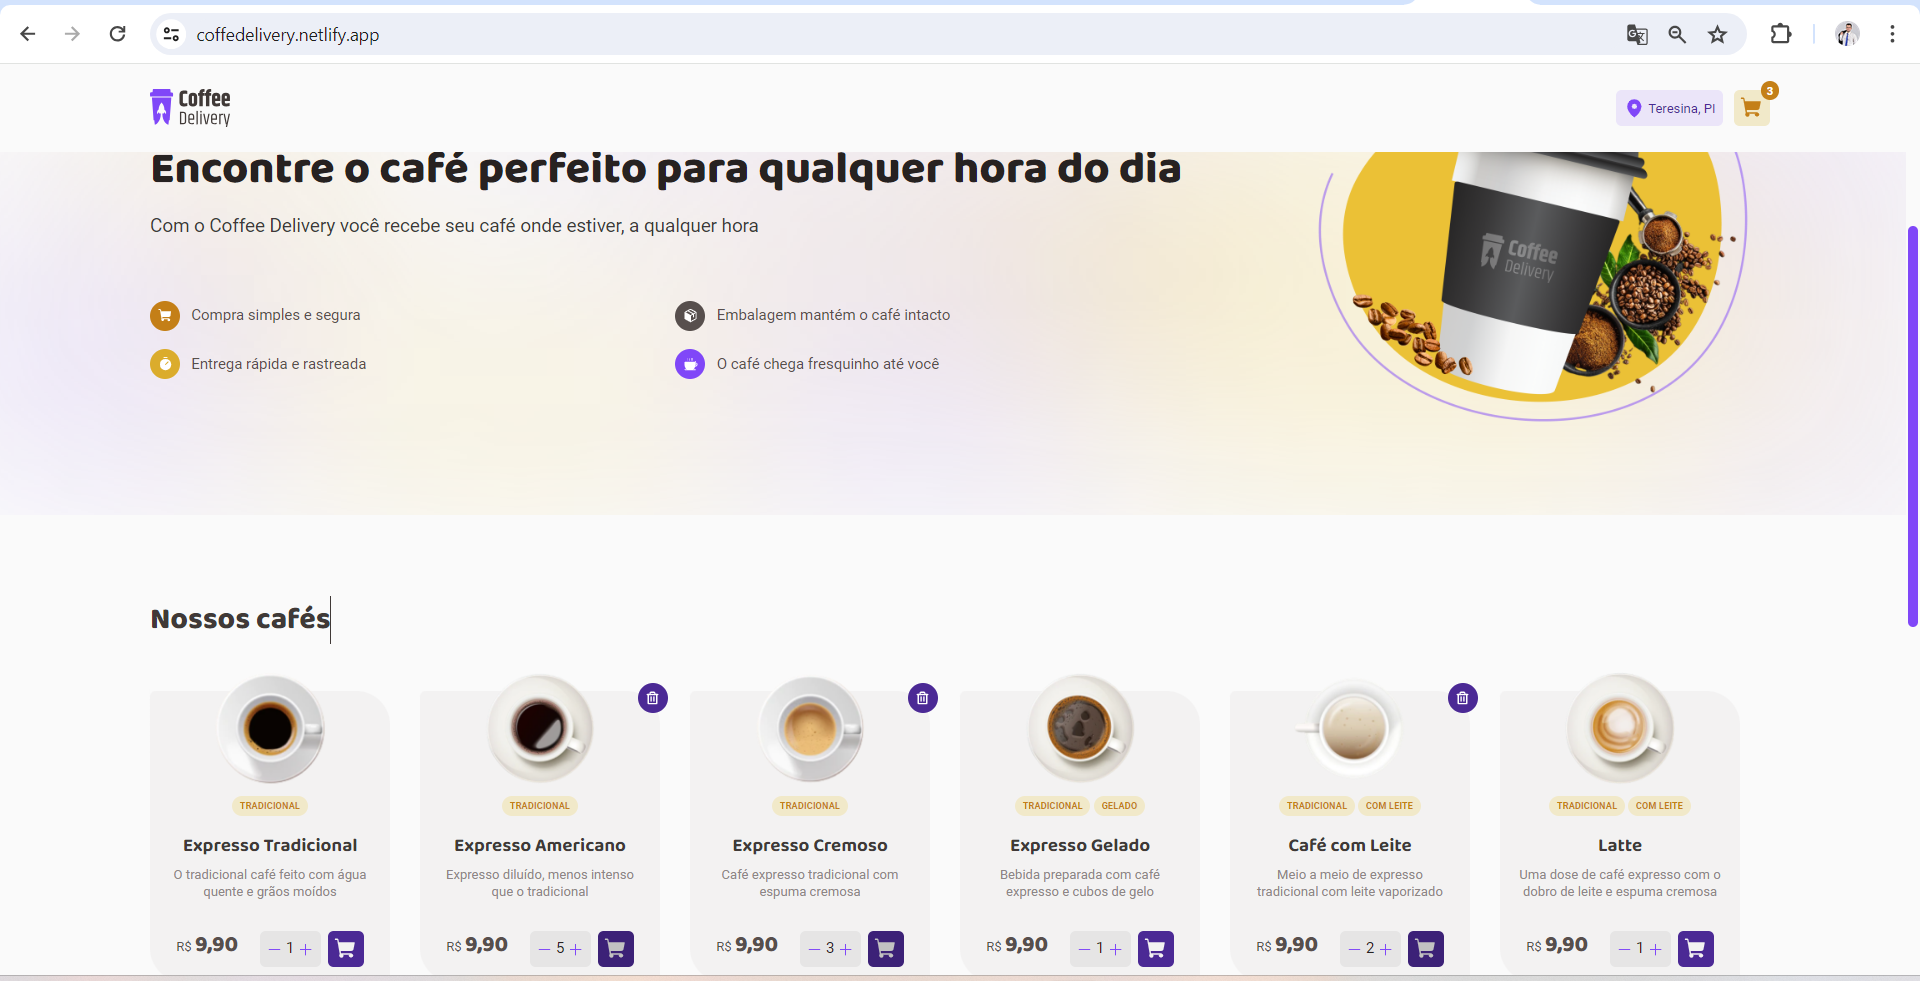 coffedelivery.netlify.app
Coffee
Delivery
Teresina, PI
3
Encontre o café perfeito para qualquer hora do dia
Com o Coffee Delivery você recebe seu café onde estiver, a qualquer hora
Coffee
Delivery
Compra simples e segura
Embalagem mantém o café intacto
Entrega rápida e rastreada
O café chega fresquinho até você
Nossos cafés
TRADICIONAL
Expresso Tradicional
O tradicional café feito com água
quente e grãos moídos
R$ 9,90
— 1 +
TRADICIONAL
Expresso Americano
Expresso diluído, menos intenso
que o tradicional
R$ 9,90
— 5 +
TRADICIONAL
Expresso Cremoso
Café expresso tradicional com
espuma cremosa
R$ 9,90
— 3 +
TRADICIONAL GELADO
Expresso Gelado
Bebida preparada com café
expresso e cubos de gelo
R$ 9,90
— 1 +
TRADICIONAL COM LEITE
Café com Leite
Meio a meio de expresso
tradicional com leite vaporizado
R$ 9,90
— 2 +
TRADICIONAL COM LEITE
Latte
Uma dose de café expresso com o
dobro de leite e espuma cremosa
R$ 9,90
— 1 +